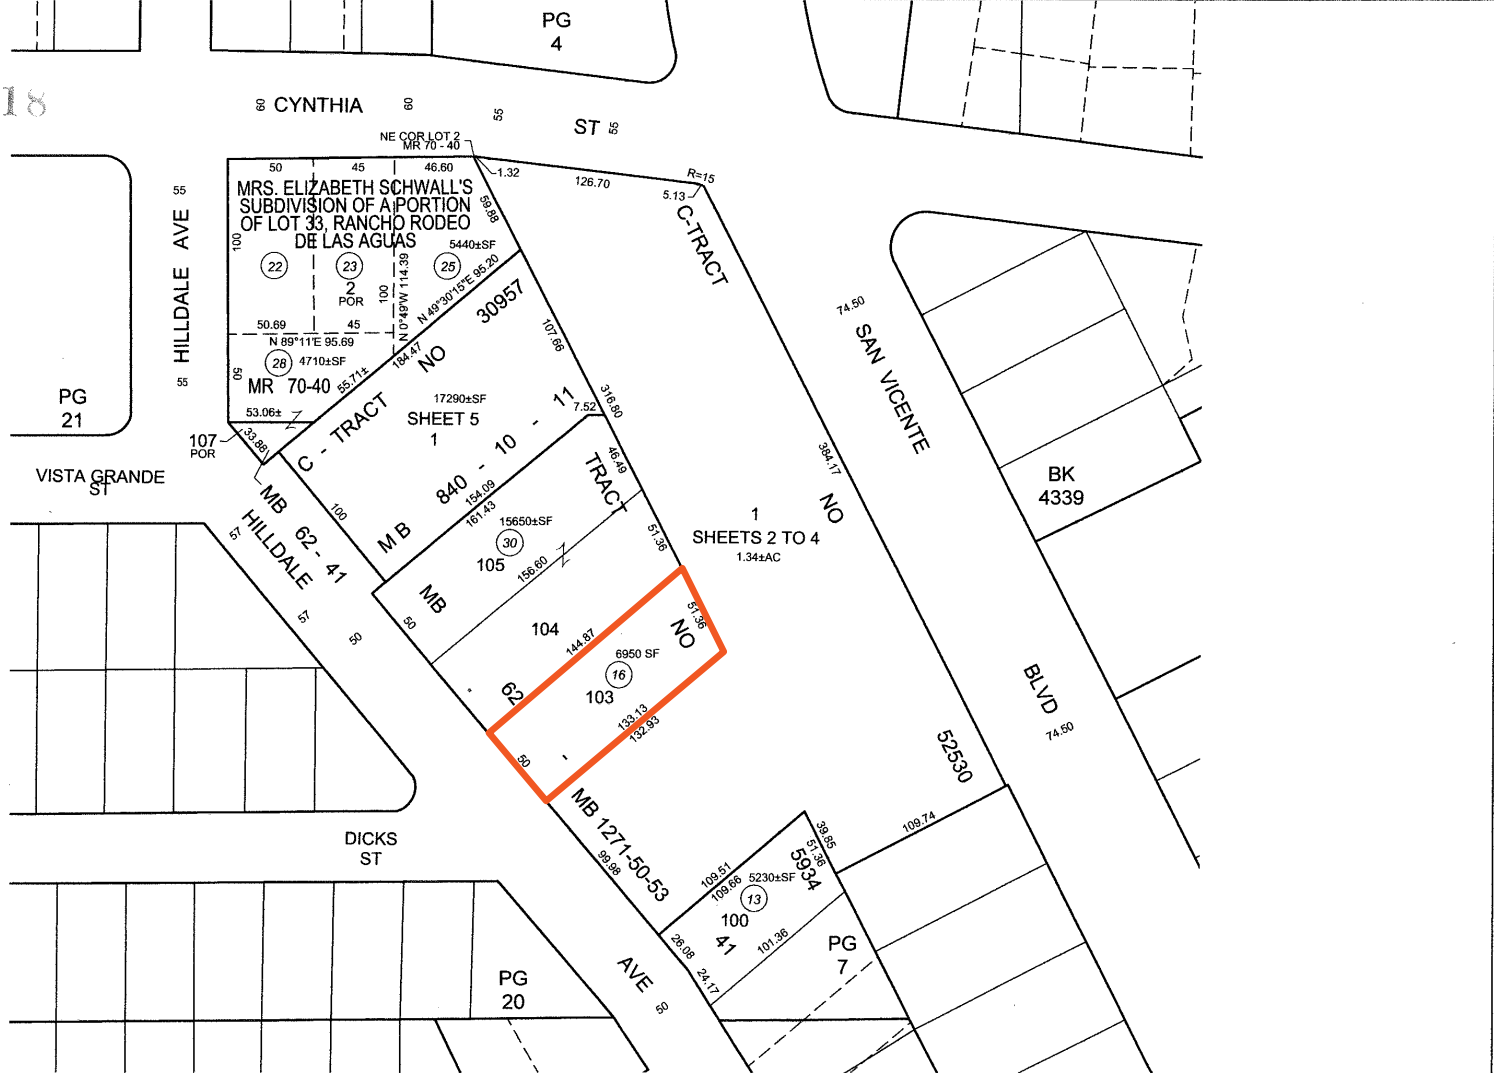 PG
4
18
60 CYNTHIA 60
55
ST 55
NE COR LOT 2
MR 70 - 40
1.32
126.70
R=15
5.13
50 45 46.60
MRS. ELIZABETH SCHWALL'S
SUBDIVISION OF A PORTION
OF LOT 33, RANCHO RODEO
DE LAS AGUAS
55
HILLDALE AVE
55
100
59.88
5440±SF
22
23
25
2
POR
100
N 0°49'W 114.39
N 49°30'15"E 95.20
50.69 45
N 89°11'E 95.69
28 4710±SF
50
MR 70-40
55.71±
184.47
53.06±
107
POR
33.86
C - TRACT NO 30957
107.66
17290±SF
SHEET 5
1
M B 840 - 10 - 11
7.52
316.80
100
154.09
161.43
46.49
TRACT
C-TRACT
74.50
SAN VICENTE
384.17
NO
PG
21
VISTA GRANDE
ST
MB 62 - 41
HILLDALE
57
57
50
15650±SF
30
105
156.60
51.36
1
SHEETS 2 TO 4
1.34±AC
BK
4339
MB
50
104
144.87
51.36
NO
62
6950 SF
16
103
133.13
132.93
50
BLVD
74.50
52530
109.74
DICKS
ST
MB 1271-50-53
99.98
39.85
51.36
5934
109.51
109.66
5230±SF
13
100
41
101.36
26.08
24.17
PG
7
AVE 50
PG
20